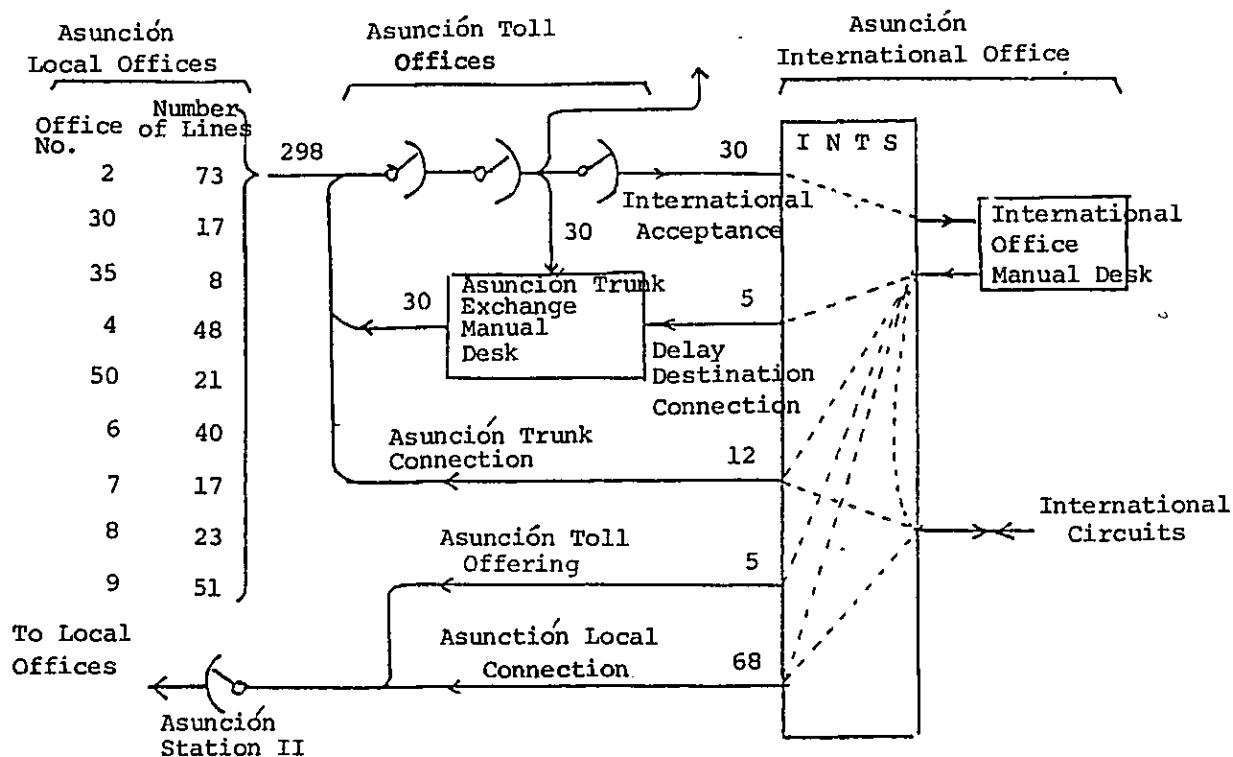 Asunción
Local Offices
Asunción Toll
Offices
Asunción
International Office
Office
No.
Number
of Lines
2 73
30 17
35 8
4 48
50 21
6 40
7 17
8 23
9 51
298
30
International
Acceptance
30
30
Asunción Trunk
Exchange
Manual
Desk
5
Delay
Destination
Connection
Asunción Trunk
Connection
12
Asunción Toll
Offering
5
Asunction Local
Connection
68
INTS
International
Office
Manual Desk
International
Circuits
To Local
Offices
Asunción
Station II